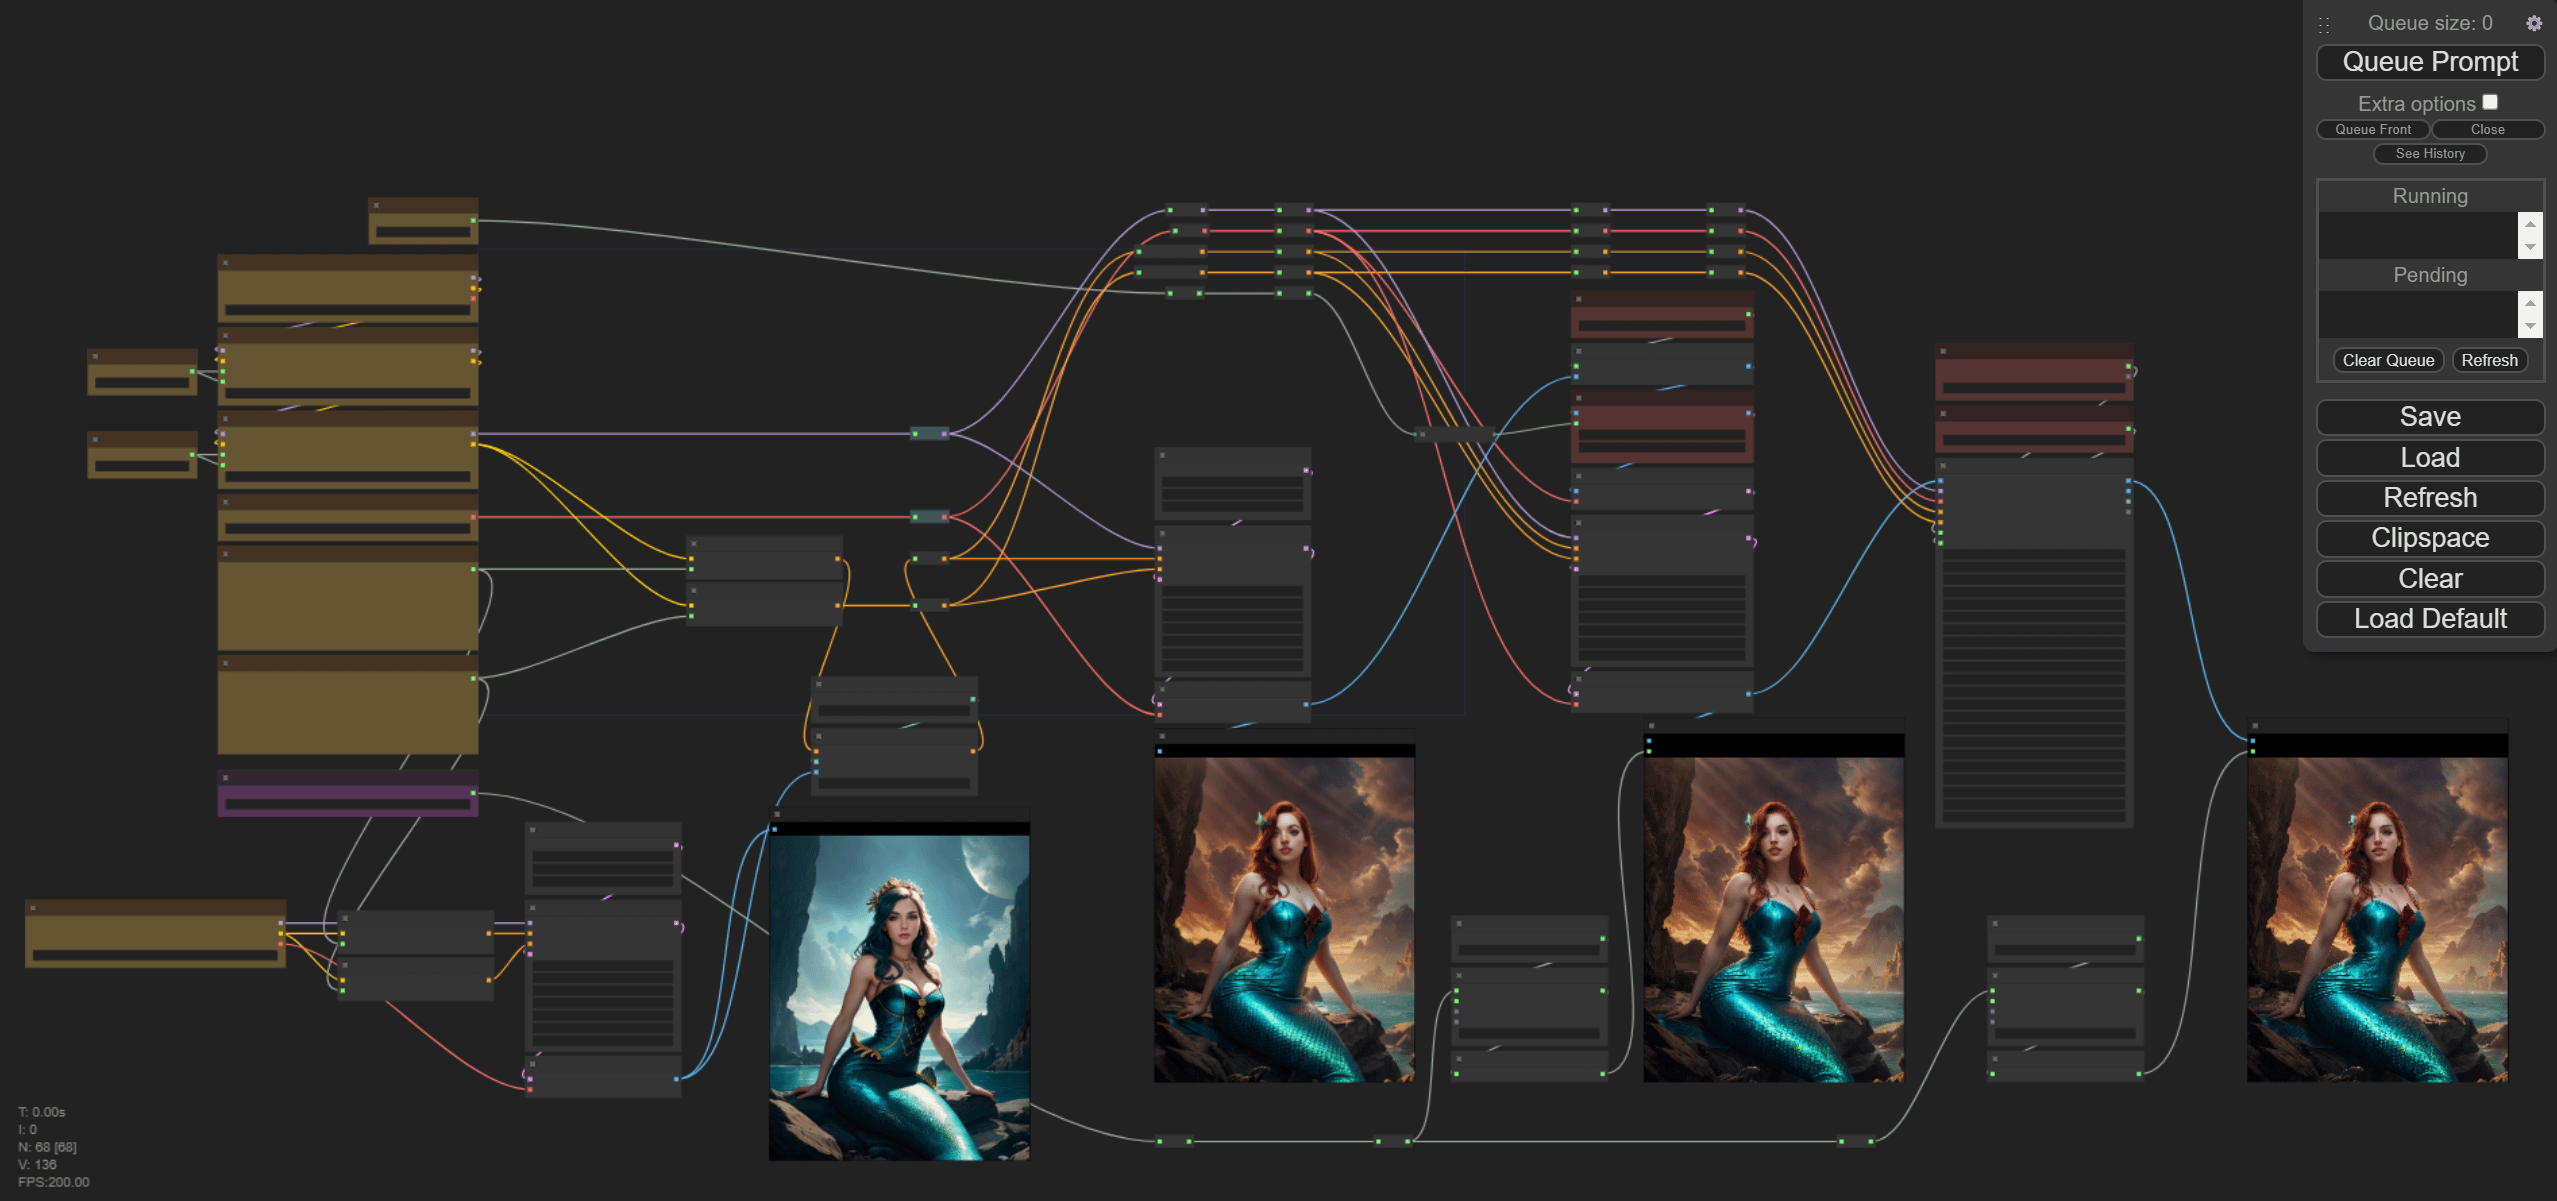 Queue size: 0
Queue Prompt
Extra options
Queue Front
Close
See History
Running
Pending
Clear Queue
Refresh
Save
Load
Refresh
Clipspace
Clear
Load Default
T: 0.00s
I: 0
N: 68 [68]
V: 136
FPS:200.00